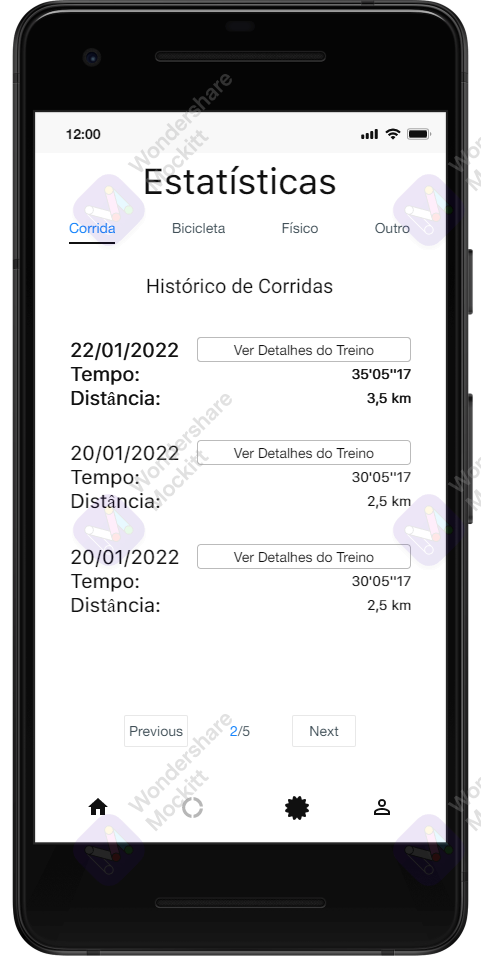 12:00
Estatísticas
Corrida Bicicleta Físico Outro
Histórico de Corridas
22/01/2022 Ver Detalhes do Treino
Tempo: 35'05"17
Distância: 3,5 km
20/01/2022 Ver Detalhes do Treino
Tempo: 30'05"17
Distância: 2,5 km
20/01/2022 Ver Detalhes do Treino
Tempo: 30'05"17
Distância: 2,5 km
Previous 2/5 Next
Wondershare
Mockitt
Wondershare
Mockitt
Wondershare
Mockitt